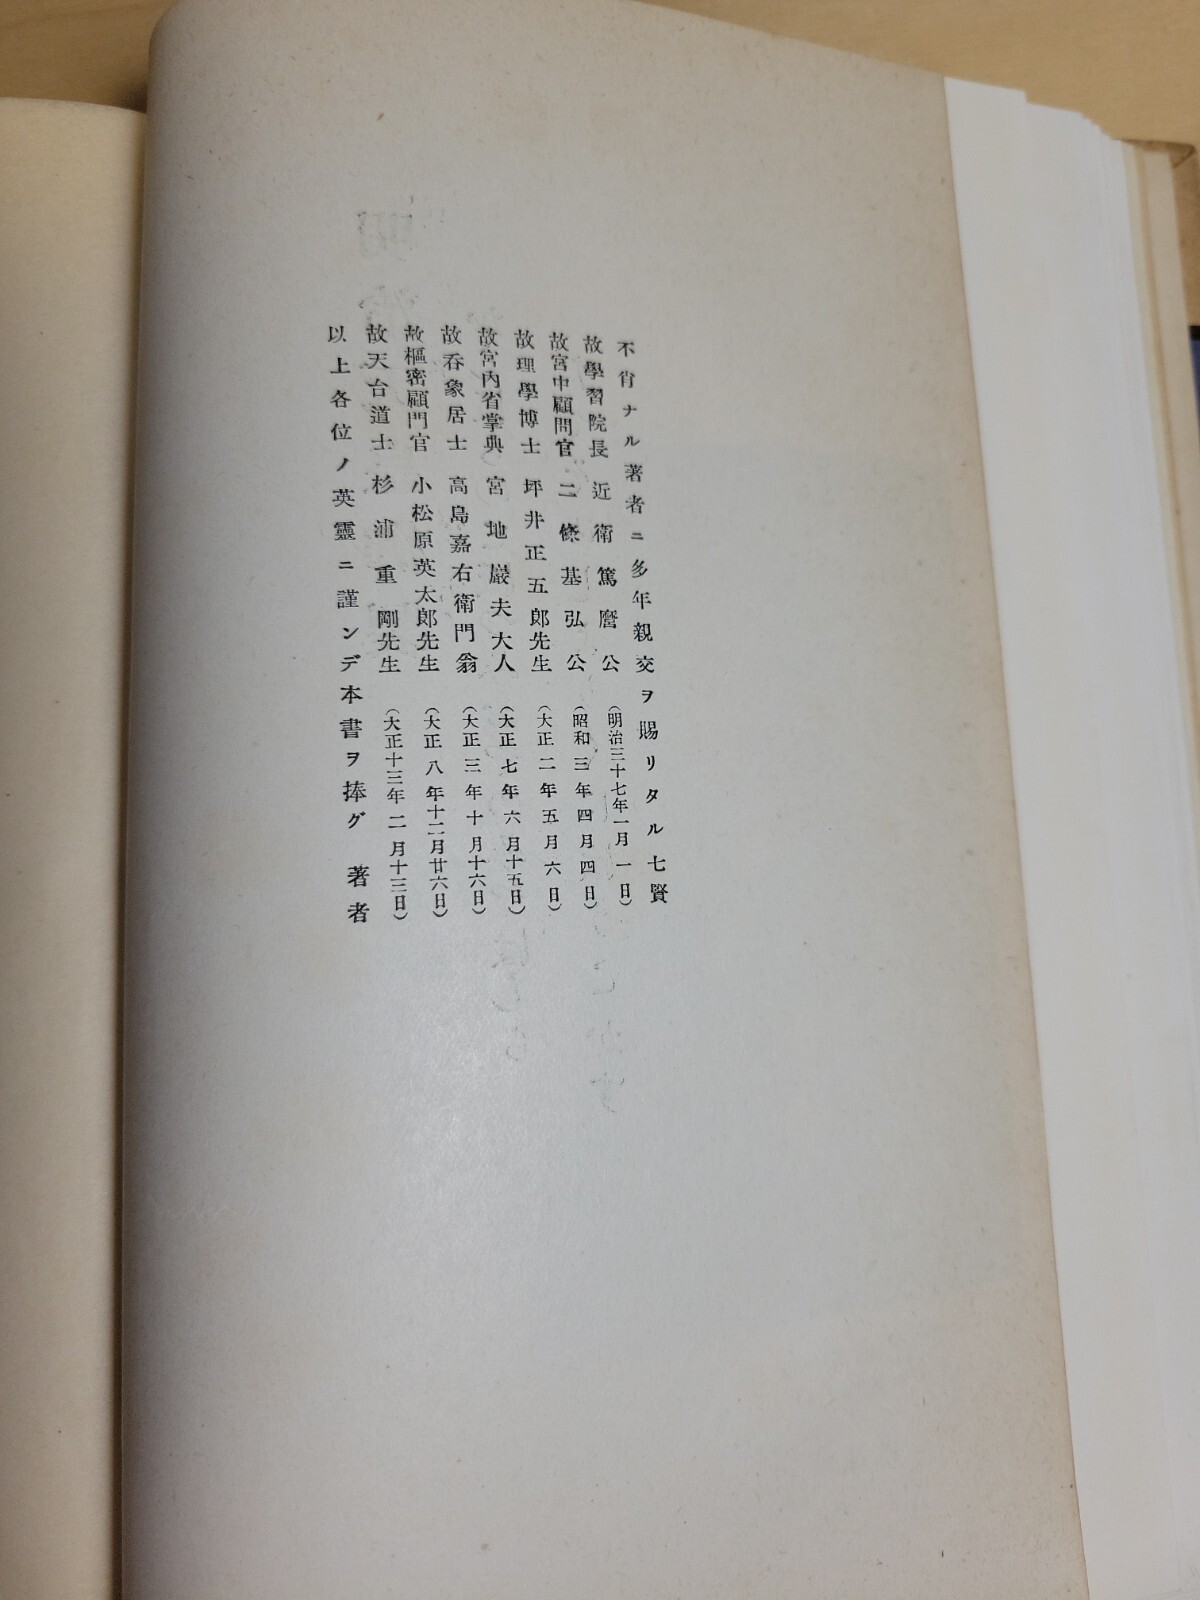 不肖ナル著者ニ多年親交ヲ賜リタル七賢
故學習院長 近衛篤麿公 (明治三十七年一月一日)
故宮中顧問官 二條基弘公 (昭和三年四月四日)
故理學博士 坪井正五郎先生 (大正二年五月六日)
故宮內省掌典 宮地嚴夫大人 (大正七年六月十五日)
故呑象居士 高島嘉右衛門翁 (大正三年十月十六日)
故樞密顧門官 小松原英太郎先生 (大正八年十二月廿六日)
故天台道士 杉浦重剛先生 (大正十三年二月十三日)
以上各位ノ英靈ニ謹ンデ本書ヲ捧グ 著者